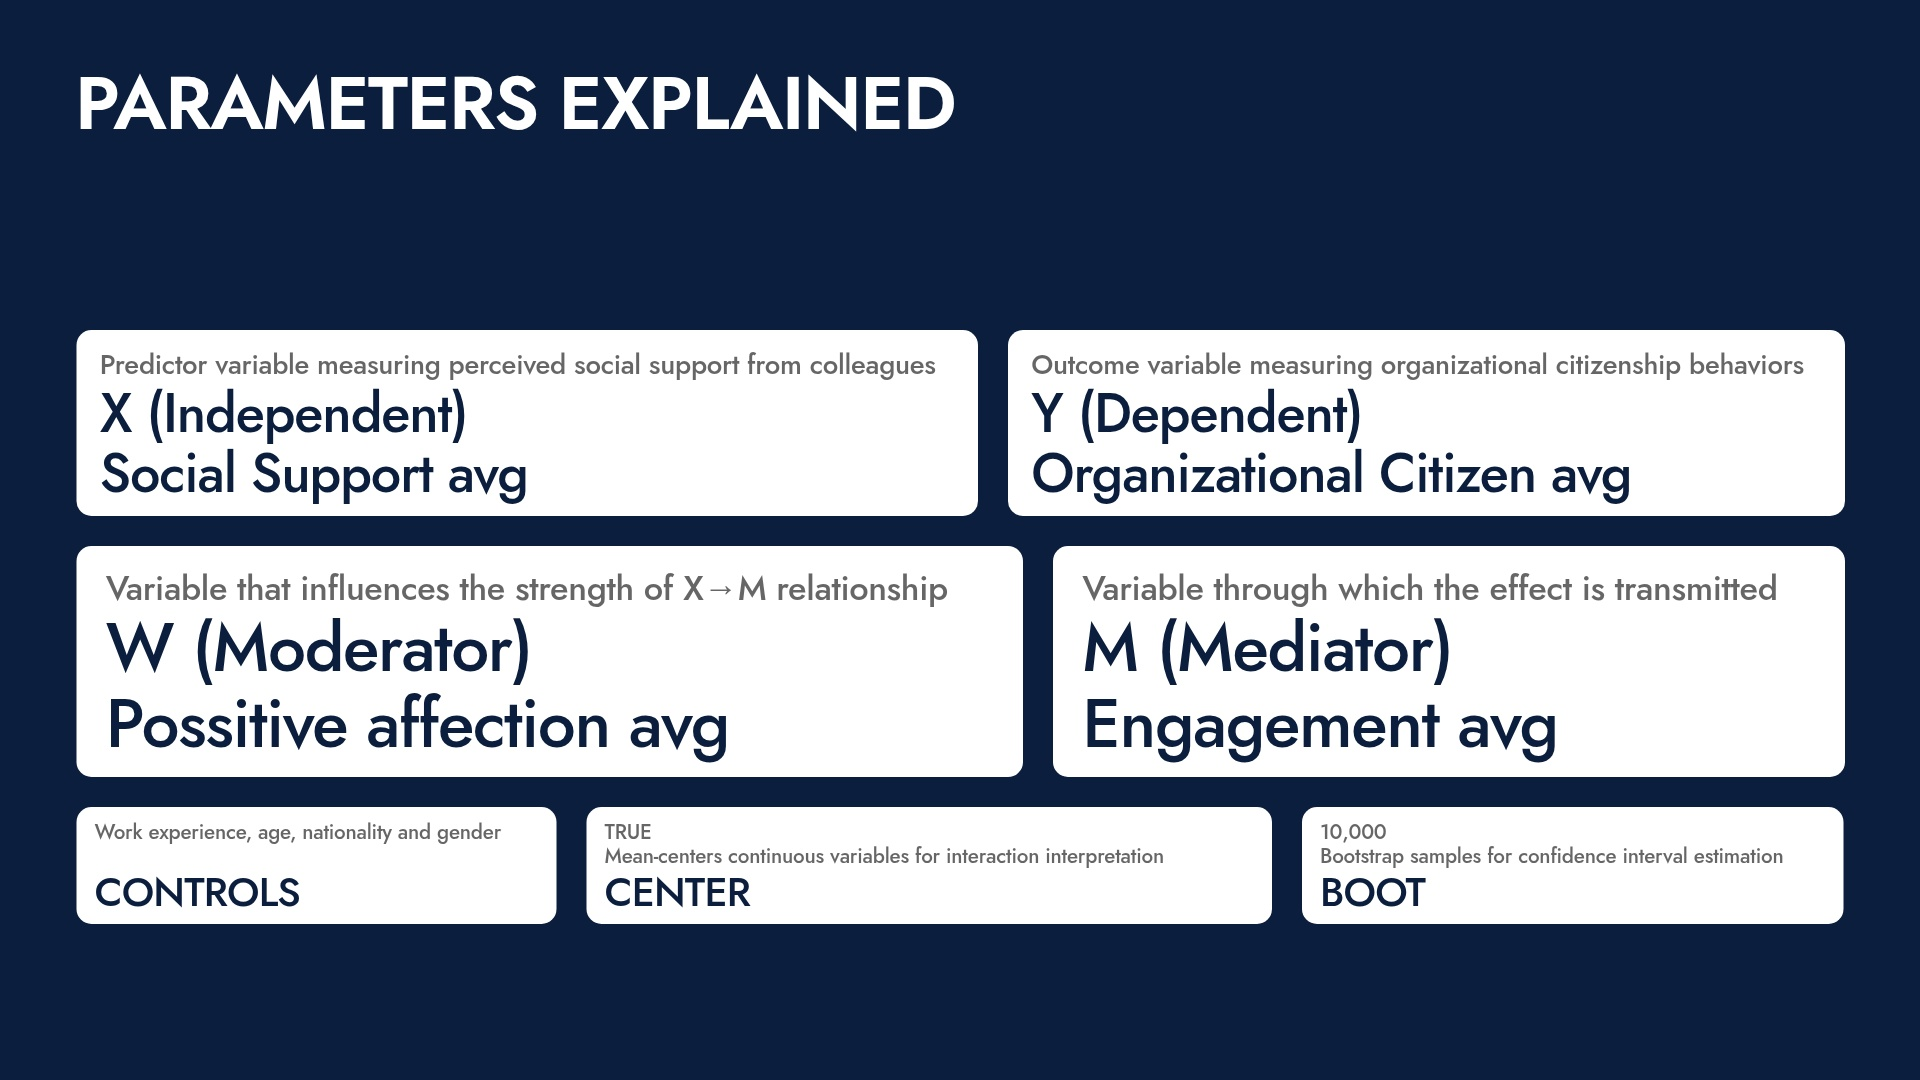 PARAMETERS EXPLAINED
Predictor variable measuring perceived social support from colleagues
X (Independent)
Social Support avg
Outcome variable measuring organizational citizenship behaviors
Y (Dependent)
Organizational Citizen avg
Variable that influences the strength of X→M relationship
W (Moderator)
Possitive affection avg
Variable through which the effect is transmitted
M (Mediator)
Engagement avg
Work experience, age, nationality and gender
CONTROLS
TRUE
Mean-centers continuous variables for interaction interpretation
CENTER
10,000
Bootstrap samples for confidence interval estimation
BOOT